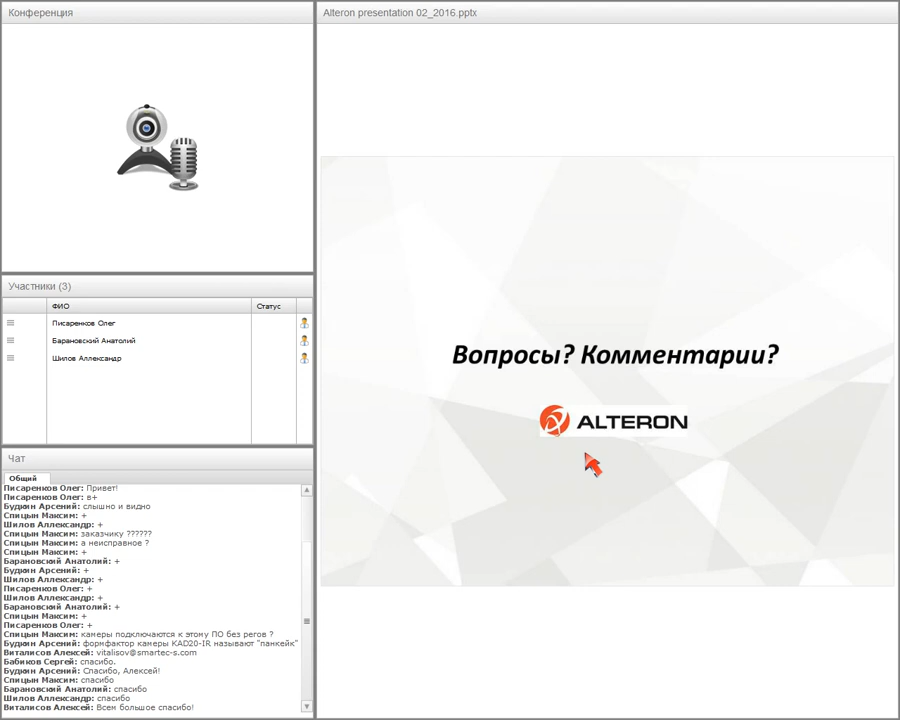 Конференция
Alteron presentation 02_2016.pptx
Участники (3)
ФИО
Статус
Писаренков Олег
Барановский Анатолий
Шилов Аллександр
Чат
Общий
Писаренков Олег: Привет!
Писаренков Олег: в+
Будкин Арсений: слышно и видно
Спицын Максим: +
Шилов Аллександр: +
Спицын Максим: заказчику ??????
Спицын Максим: а неисправное ?
Спицын Максим: +
Барановский Анатолий: +
Будкин Арсений: +
Шилов Аллександр: +
Писаренков Олег: +
Шилов Аллександр: +
Барановский Анатолий: +
Спицын Максим: +
Писаренков Олег: +
Спицын Максим: камеры подключаются к этому ПО без регов ?
Будкин Арсений: формфактор камеры KAD20-IR называют "панкейк"
Виталисов Алексей: vitalisov@smartec-s.com
Бабиков Сергей: спасибо.
Будкин Арсений: Спасибо, Алексей!
Спицын Максим: спасибо
Барановский Анатолий: спасибо
Шилов Аллександр: спасибо
Виталисов Алексей: Всем большое спасибо!
Вопросы? Комментарии?
ALTERON